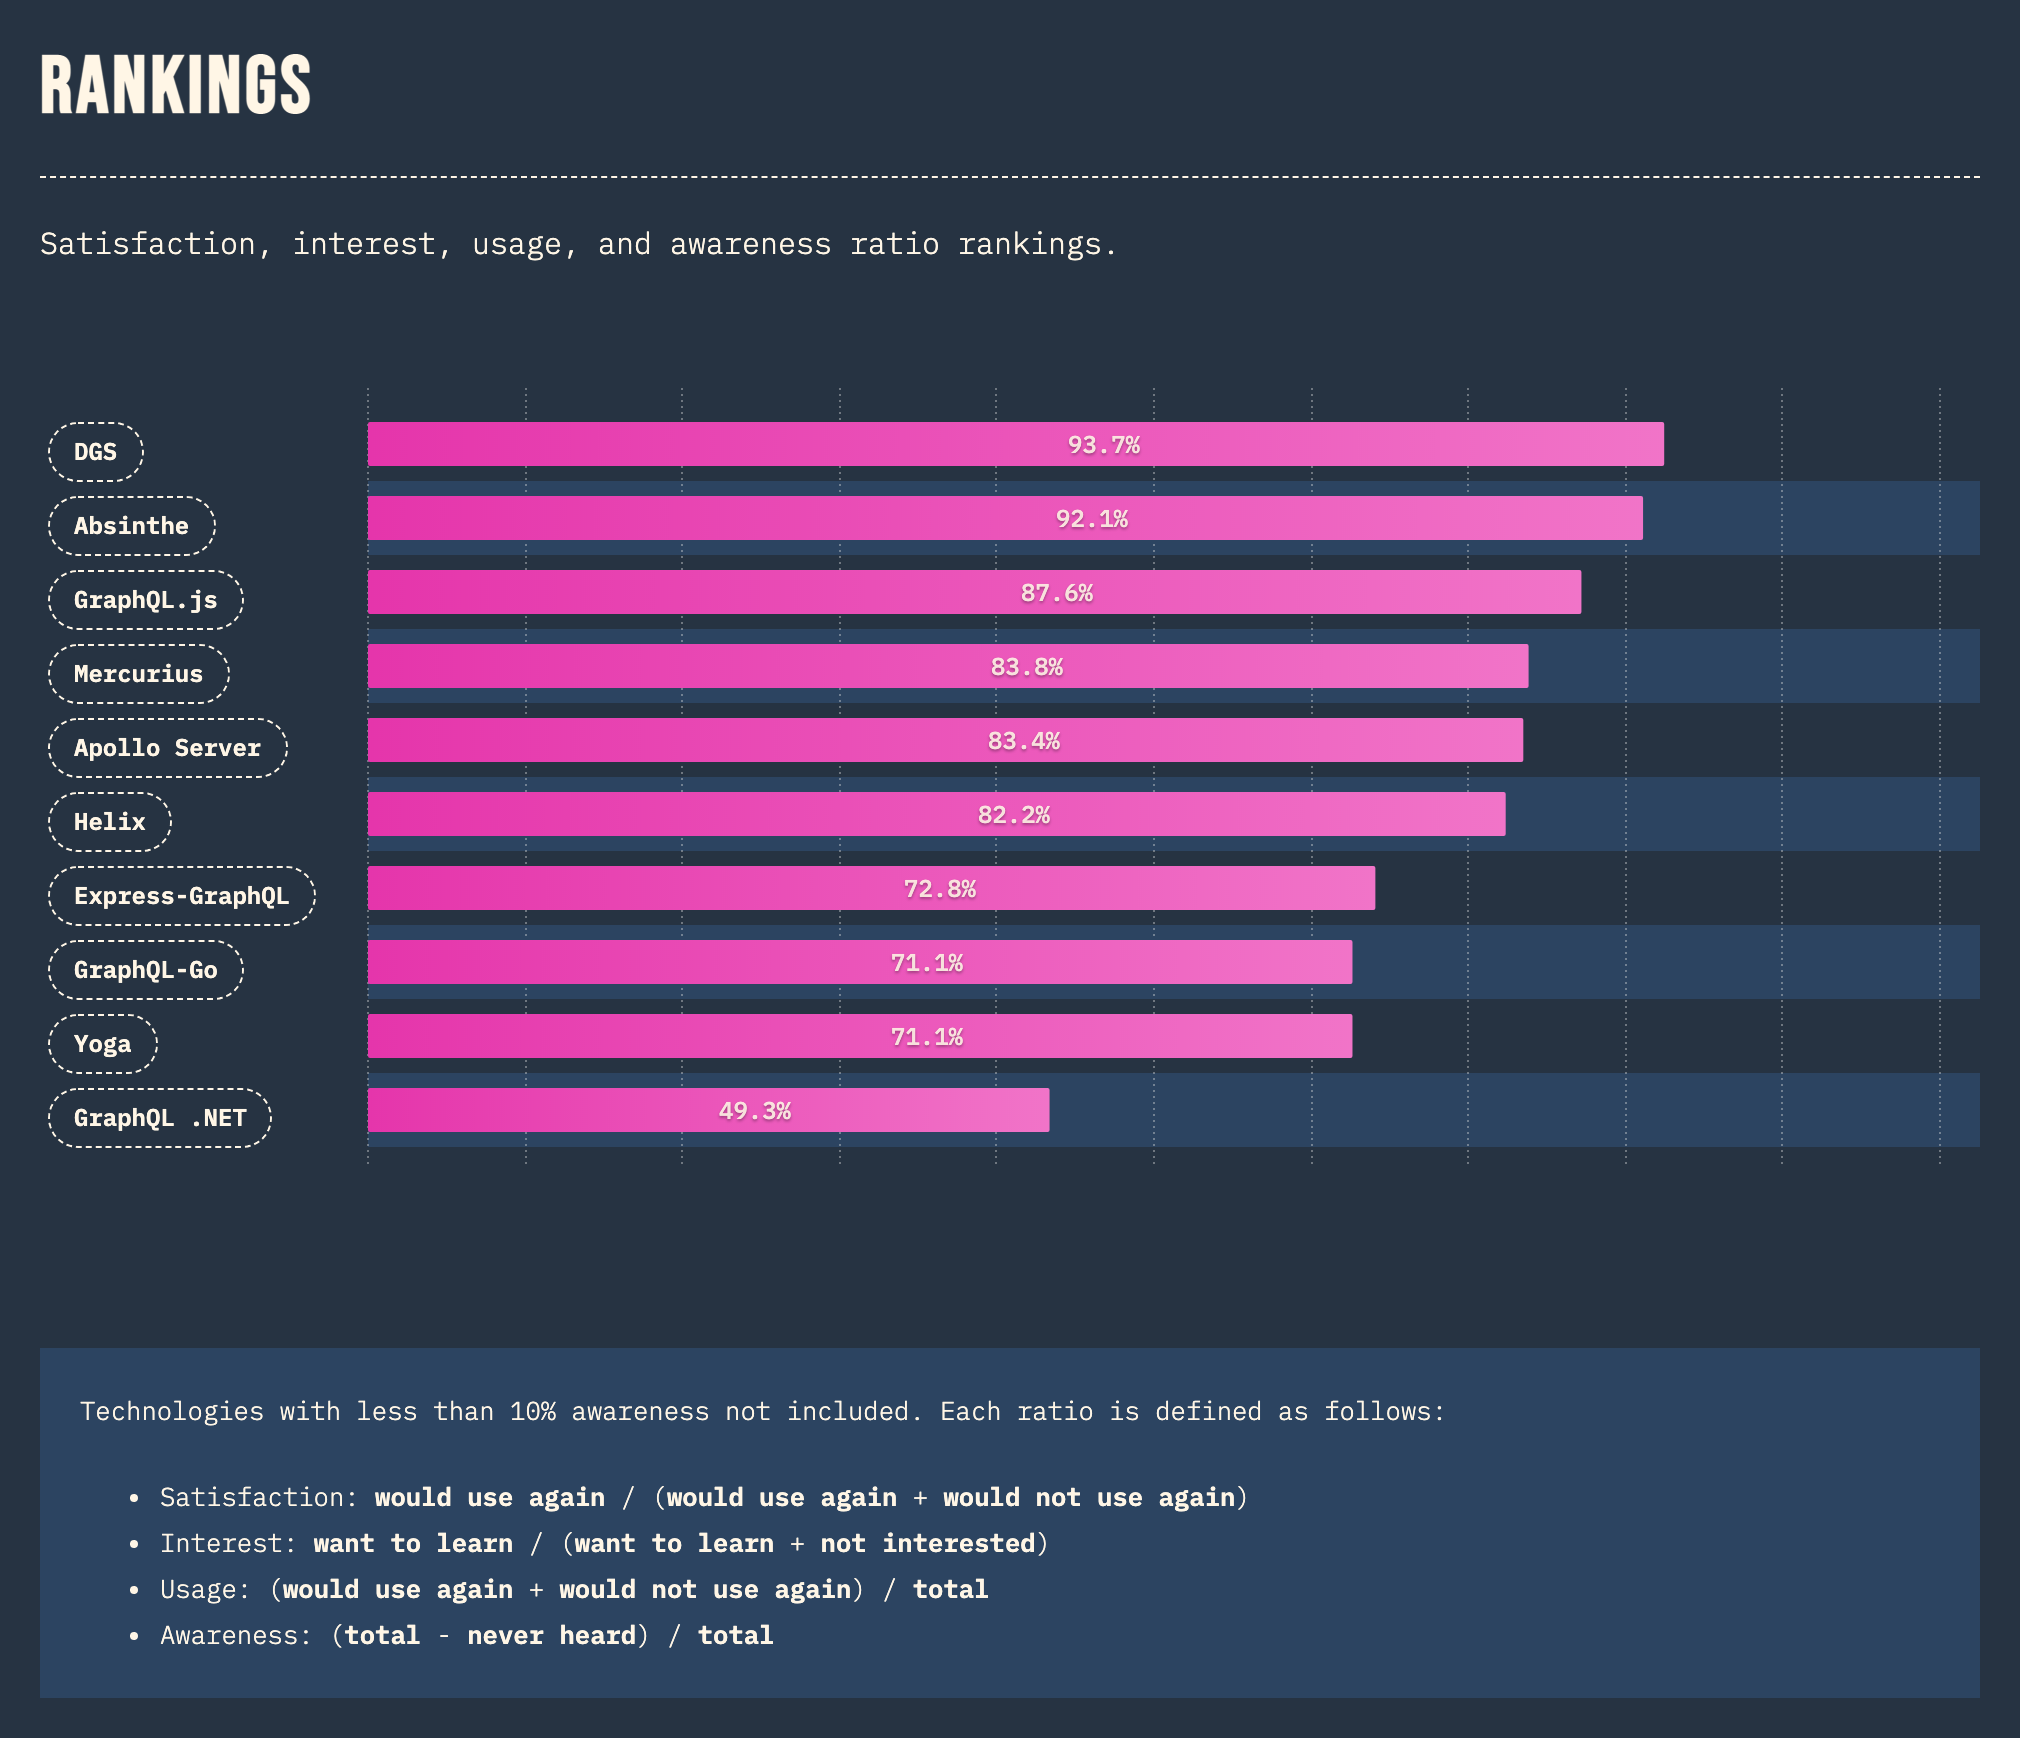 RANKINGS
Satisfaction, interest, usage, and awareness ratio rankings.
DGS 93.7%
Absinthe 92.1%
GraphQL.js 87.6%
Mercurius 83.8%
Apollo Server 83.4%
Helix 82.2%
Express-GraphQL 72.8%
GraphQL-Go 71.1%
Yoga 71.1%
GraphQL .NET 49.3%
Technologies with less than 10% awareness not included. Each ratio is defined as follows:
• Satisfaction: would use again / (would use again + would not use again)
• Interest: want to learn / (want to learn + not interested)
• Usage: (would use again + would not use again) / total
• Awareness: (total - never heard) / total